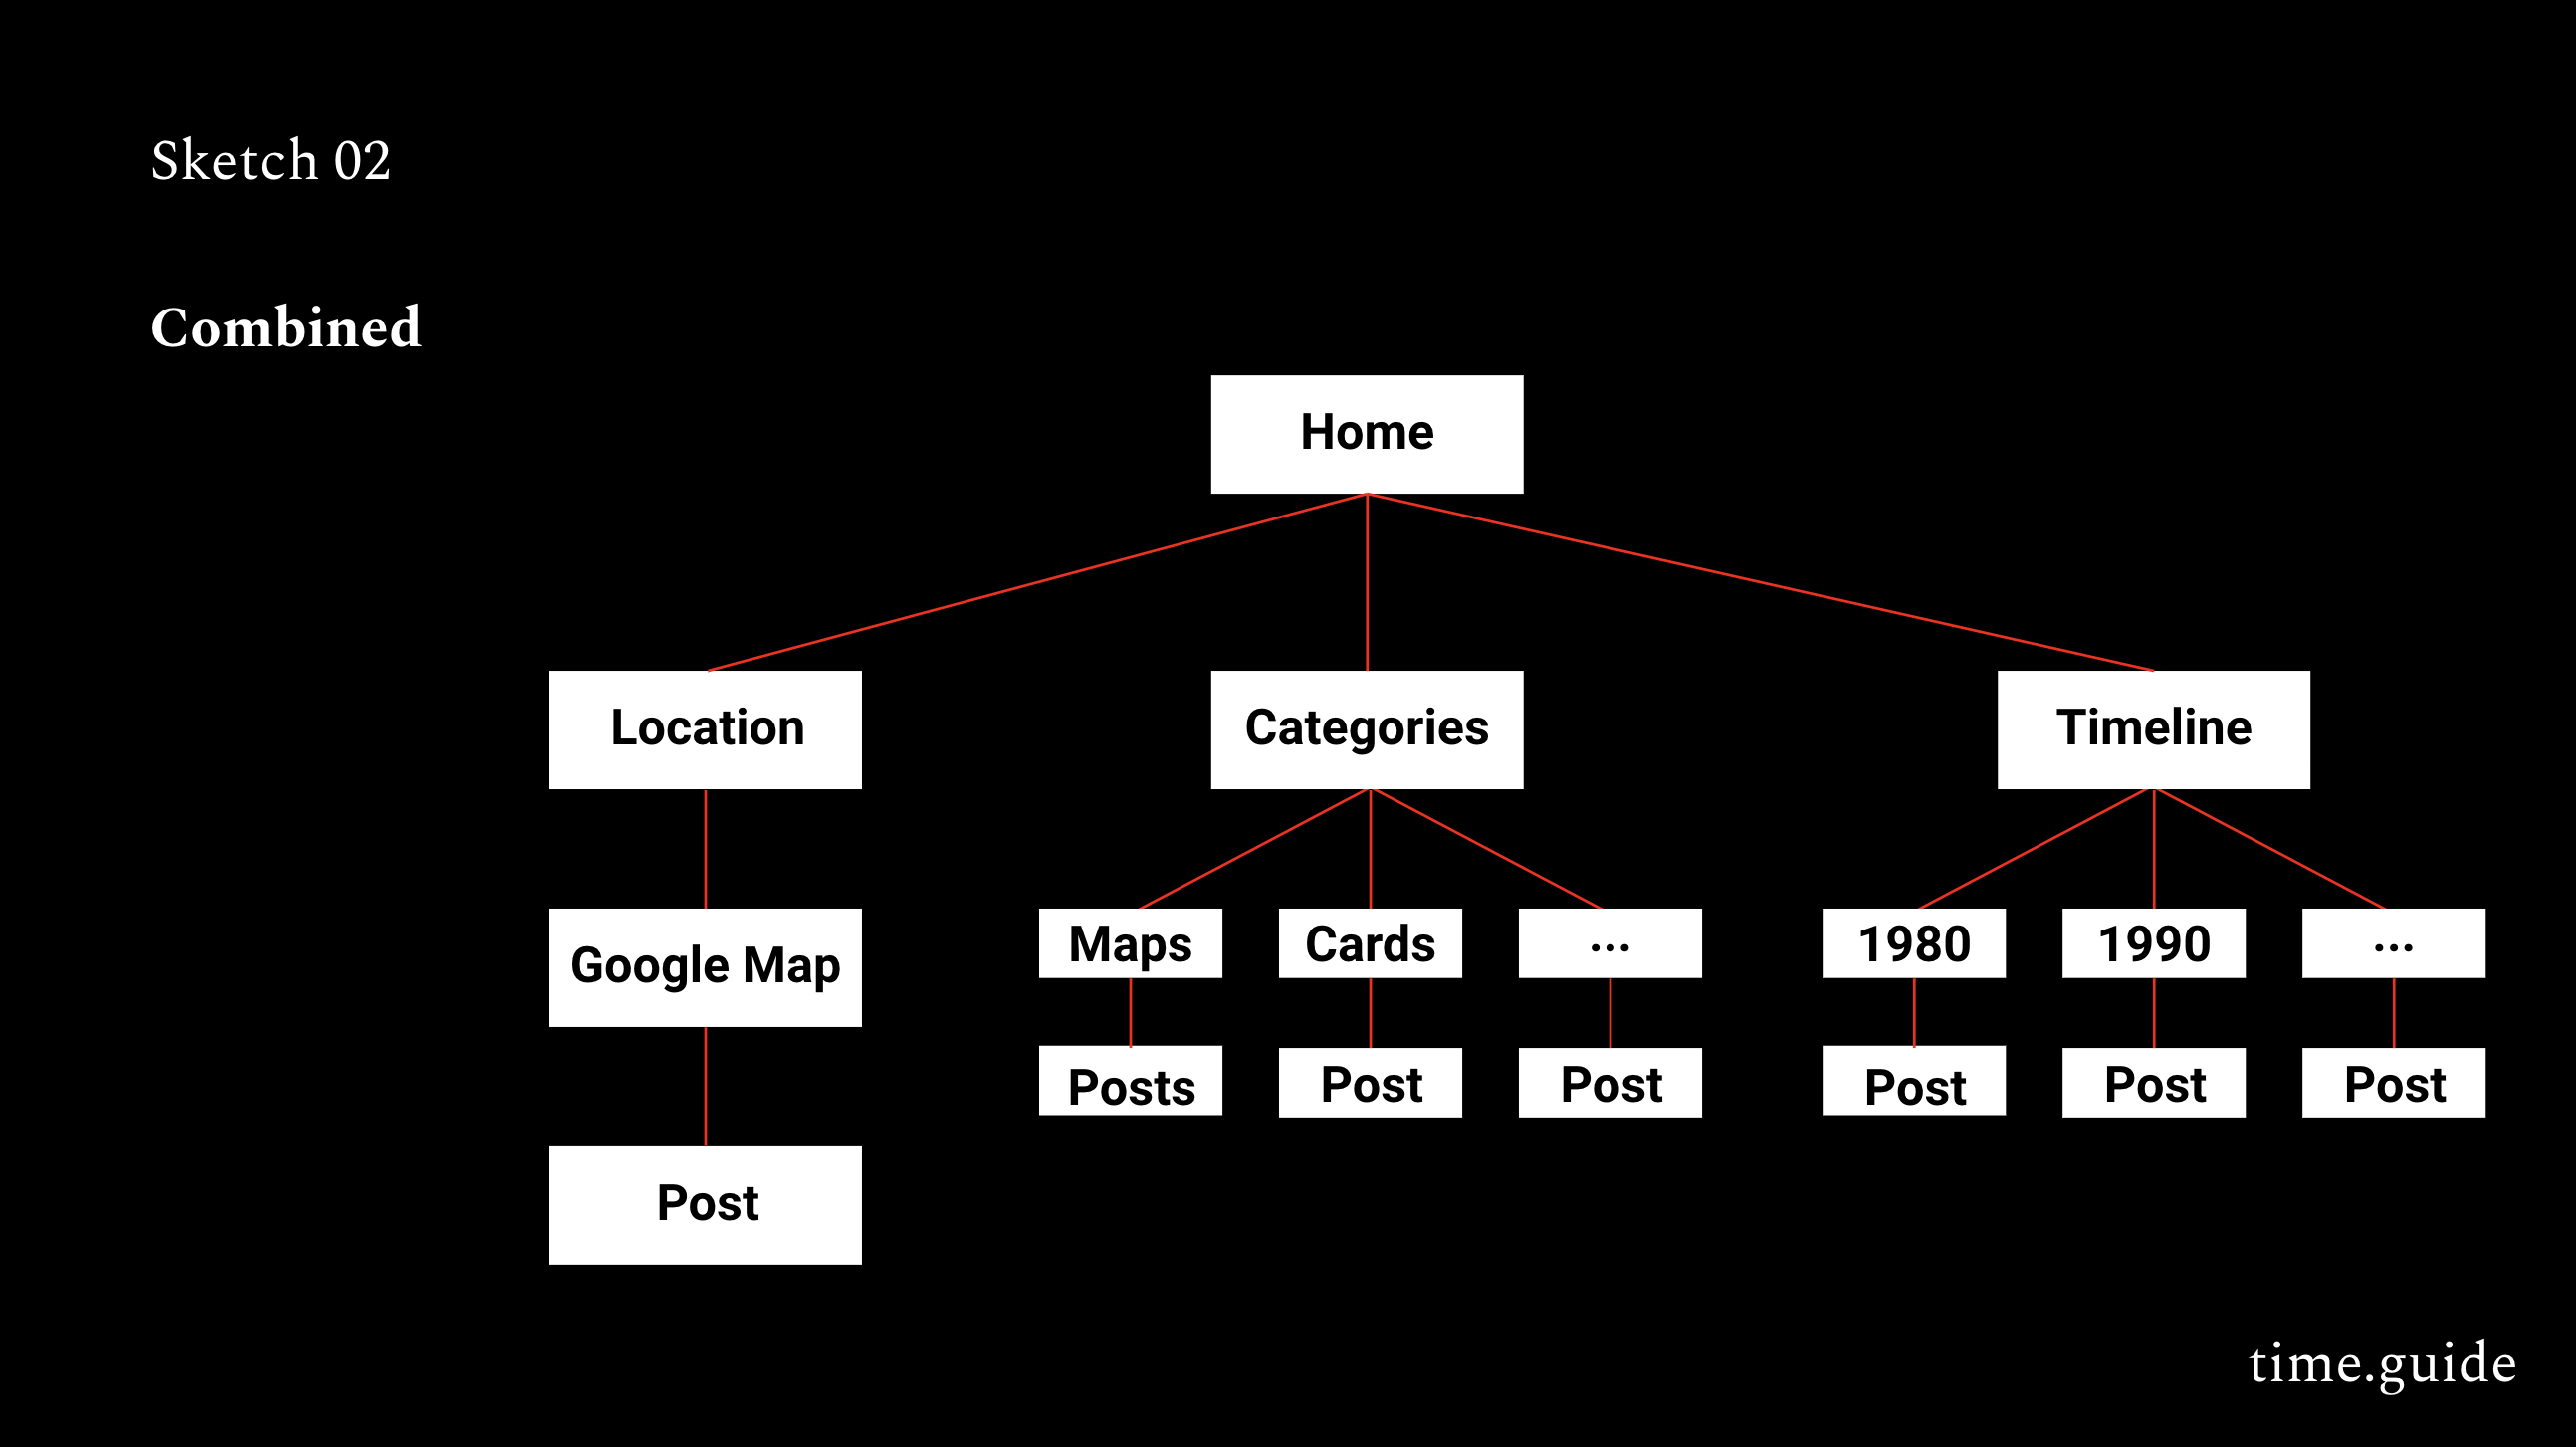 Sketch 02
Combined
Home
Location
Categories
Timeline
Google Map
Maps
Cards
...
1980
1990
...
Posts
Post
Post
Post
Post
Post
Post
time.guide